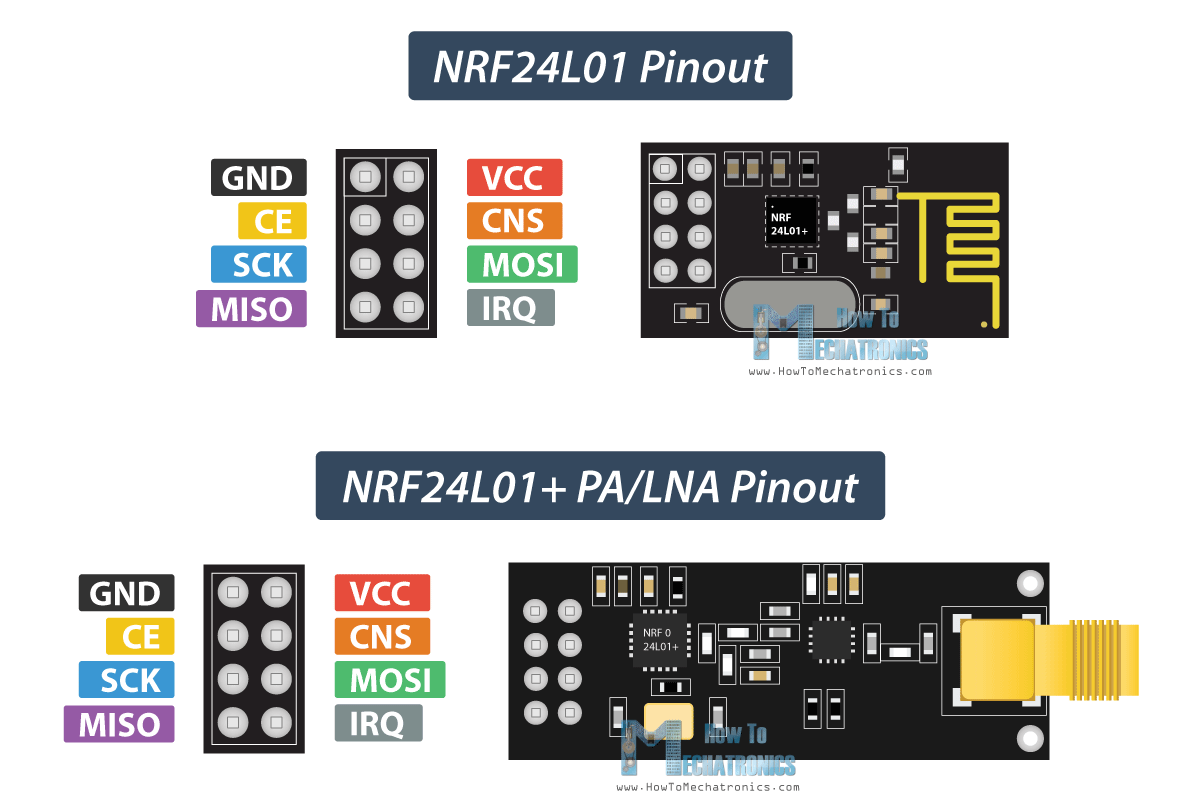 NRF24L01 Pinout
GND
VCC
CE
CNS
SCK
MOSI
MISO
IRQ
NRF
24L01+
How To
MECHATRONICS
www.HowToMechatronics.com
NRF24L01+ PA/LNA Pinout
GND
VCC
CE
CNS
SCK
MOSI
MISO
IRQ
NRF 0
24L01+
How To
MECHATRONICS
www.HowToMechatronics.com